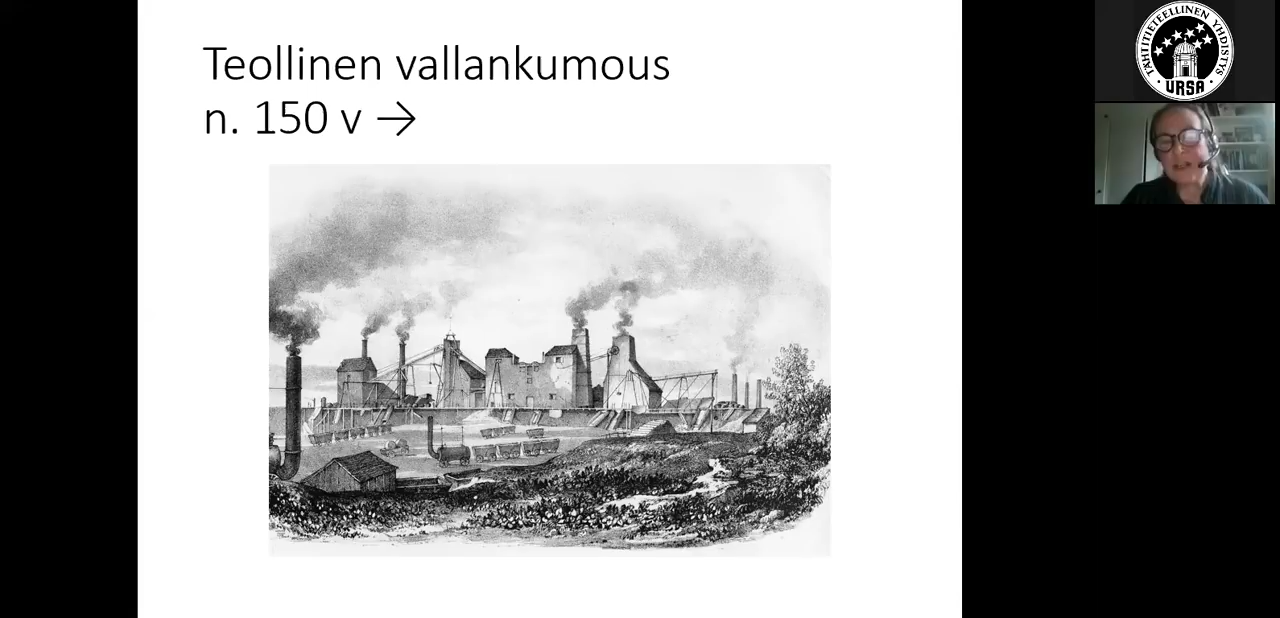 Teollinen vallankumous
n. 150 v →
TÄHTITIETEELLINEN YHDISTYS
URSA